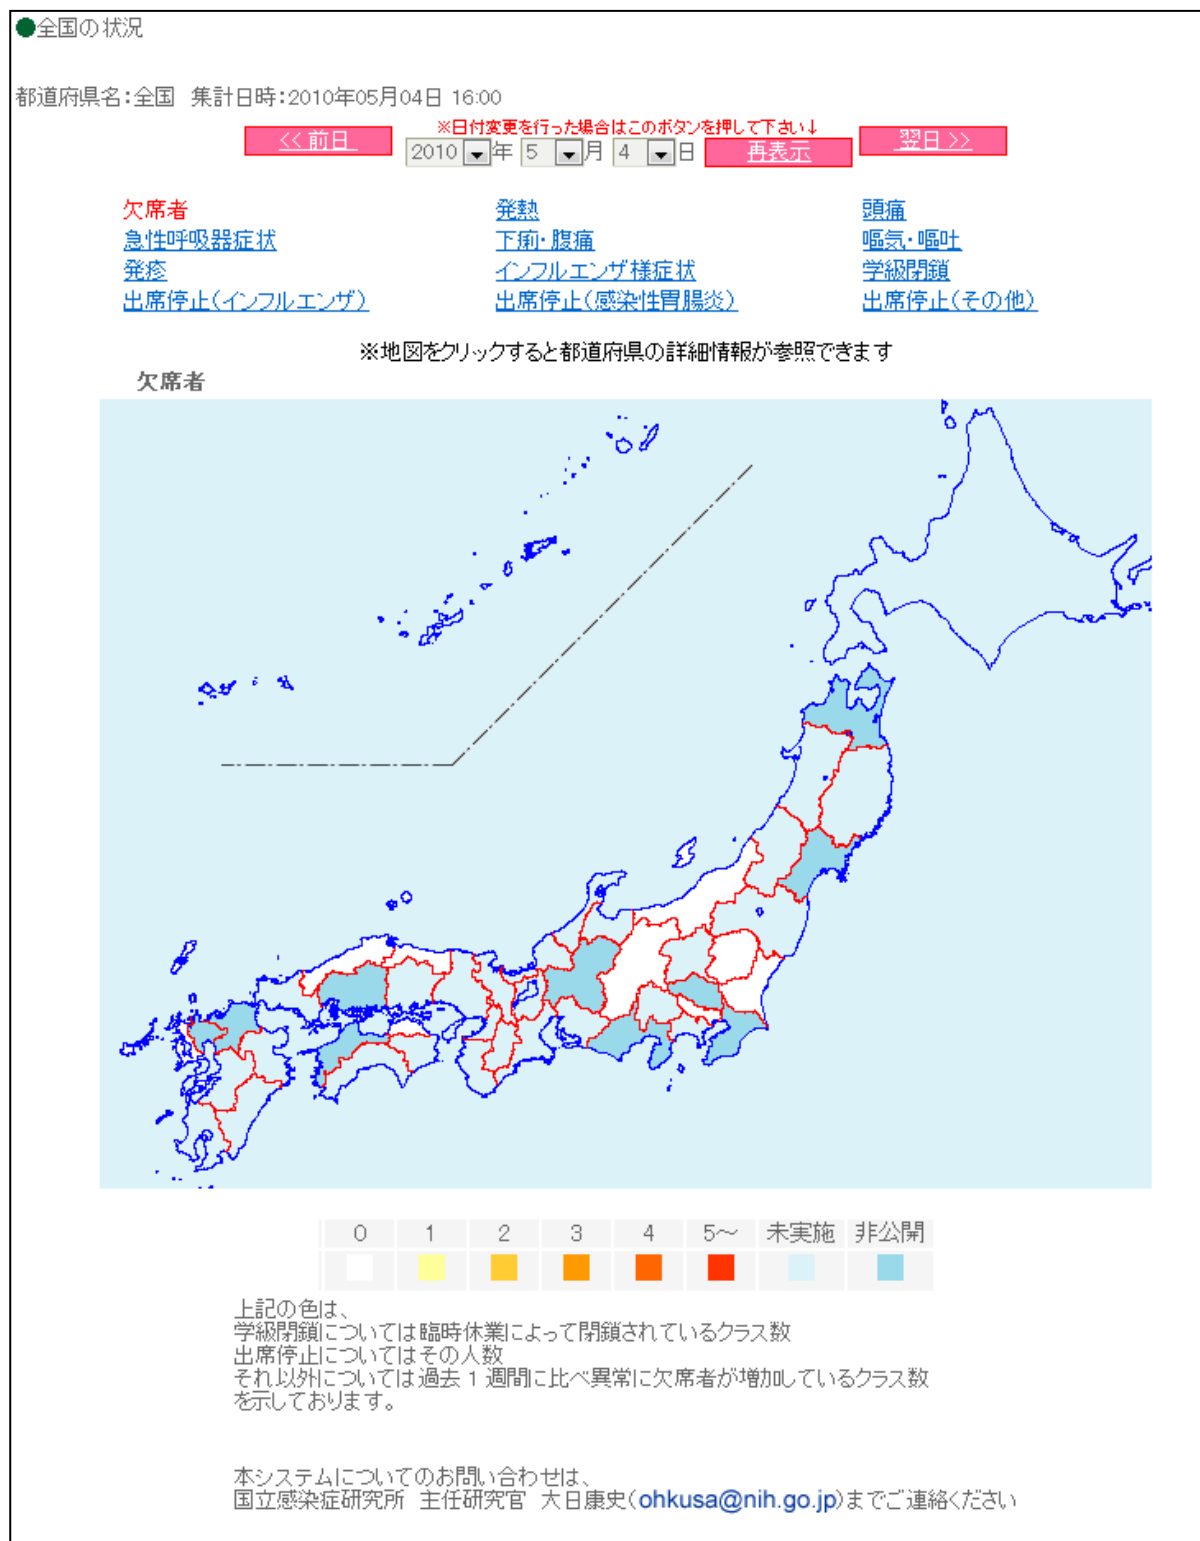 ●全国の状況
都道府県名：全国 集計日時：2010年05月04日 16:00
※日付変更を行った場合はこのボタンを押して下さい↓
<< 前日 2010 年 5 月 4 日 再表示 翌日 >>
欠席者 発熱 頭痛
急性呼吸器症状 下痢・腹痛 嘔気・嘔吐
発疹 インフルエンザ様症状 学級閉鎖
出席停止（インフルエンザ） 出席停止（感染性胃腸炎） 出席停止（その他）
※地図をクリックすると都道府県の詳細情報が参照できます
欠席者
0 1 2 3 4 5～ 未実施 非公開
上記の色は、
学級閉鎖については臨時休業によって閉鎖されているクラス数
出席停止についてはその人数
それ以外については過去１週間に比べ異常に欠席者が増加しているクラス数
を示しております。
本システムについてのお問い合わせは、
国立感染症研究所 主任研究官 大日康史（ohkusa@nih.go.jp）までご連絡ください